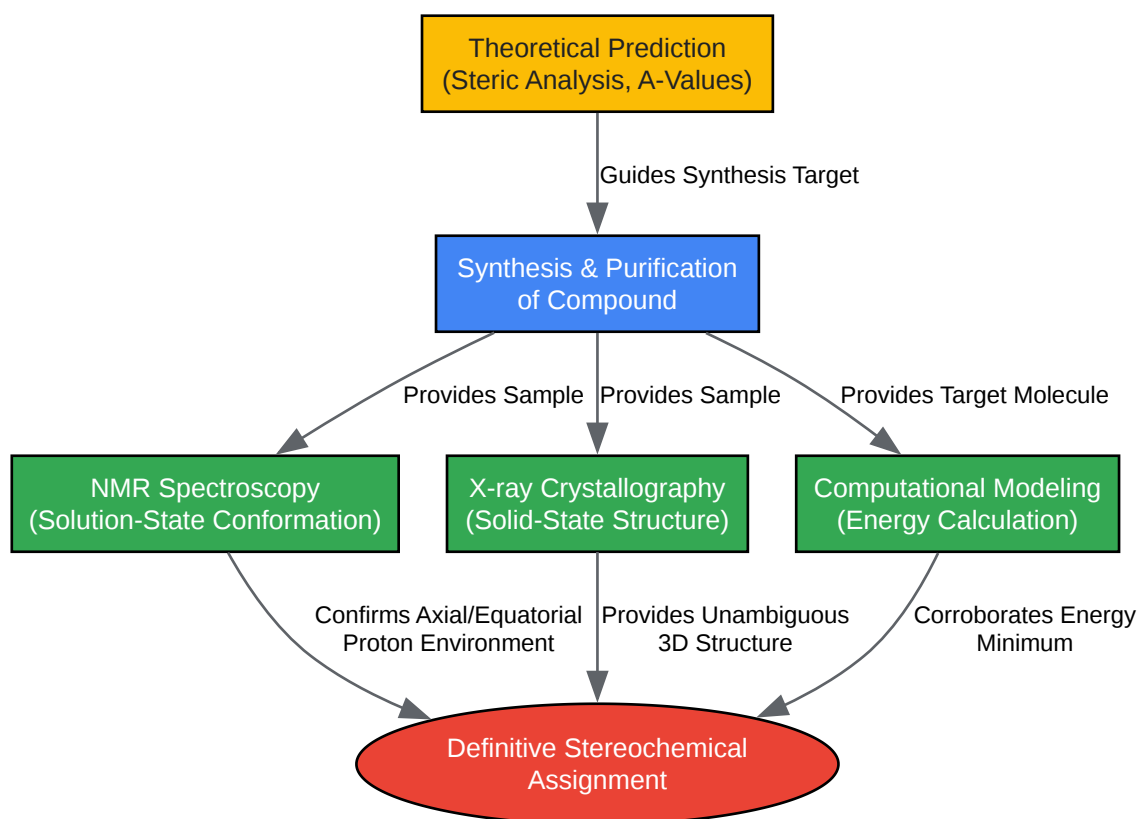 Theoretical Prediction
(Steric Analysis, A-Values)
Guides Synthesis Target
Synthesis & Purification
of Compound
Provides Sample
Provides Sample
Provides Target Molecule
NMR Spectroscopy
(Solution-State Conformation)
X-ray Crystallography
(Solid-State Structure)
Computational Modeling
(Energy Calculation)
Confirms Axial/Equatorial
Proton Environment
Provides Unambiguous
3D Structure
Corroborates Energy
Minimum
Definitive Stereochemical
Assignment